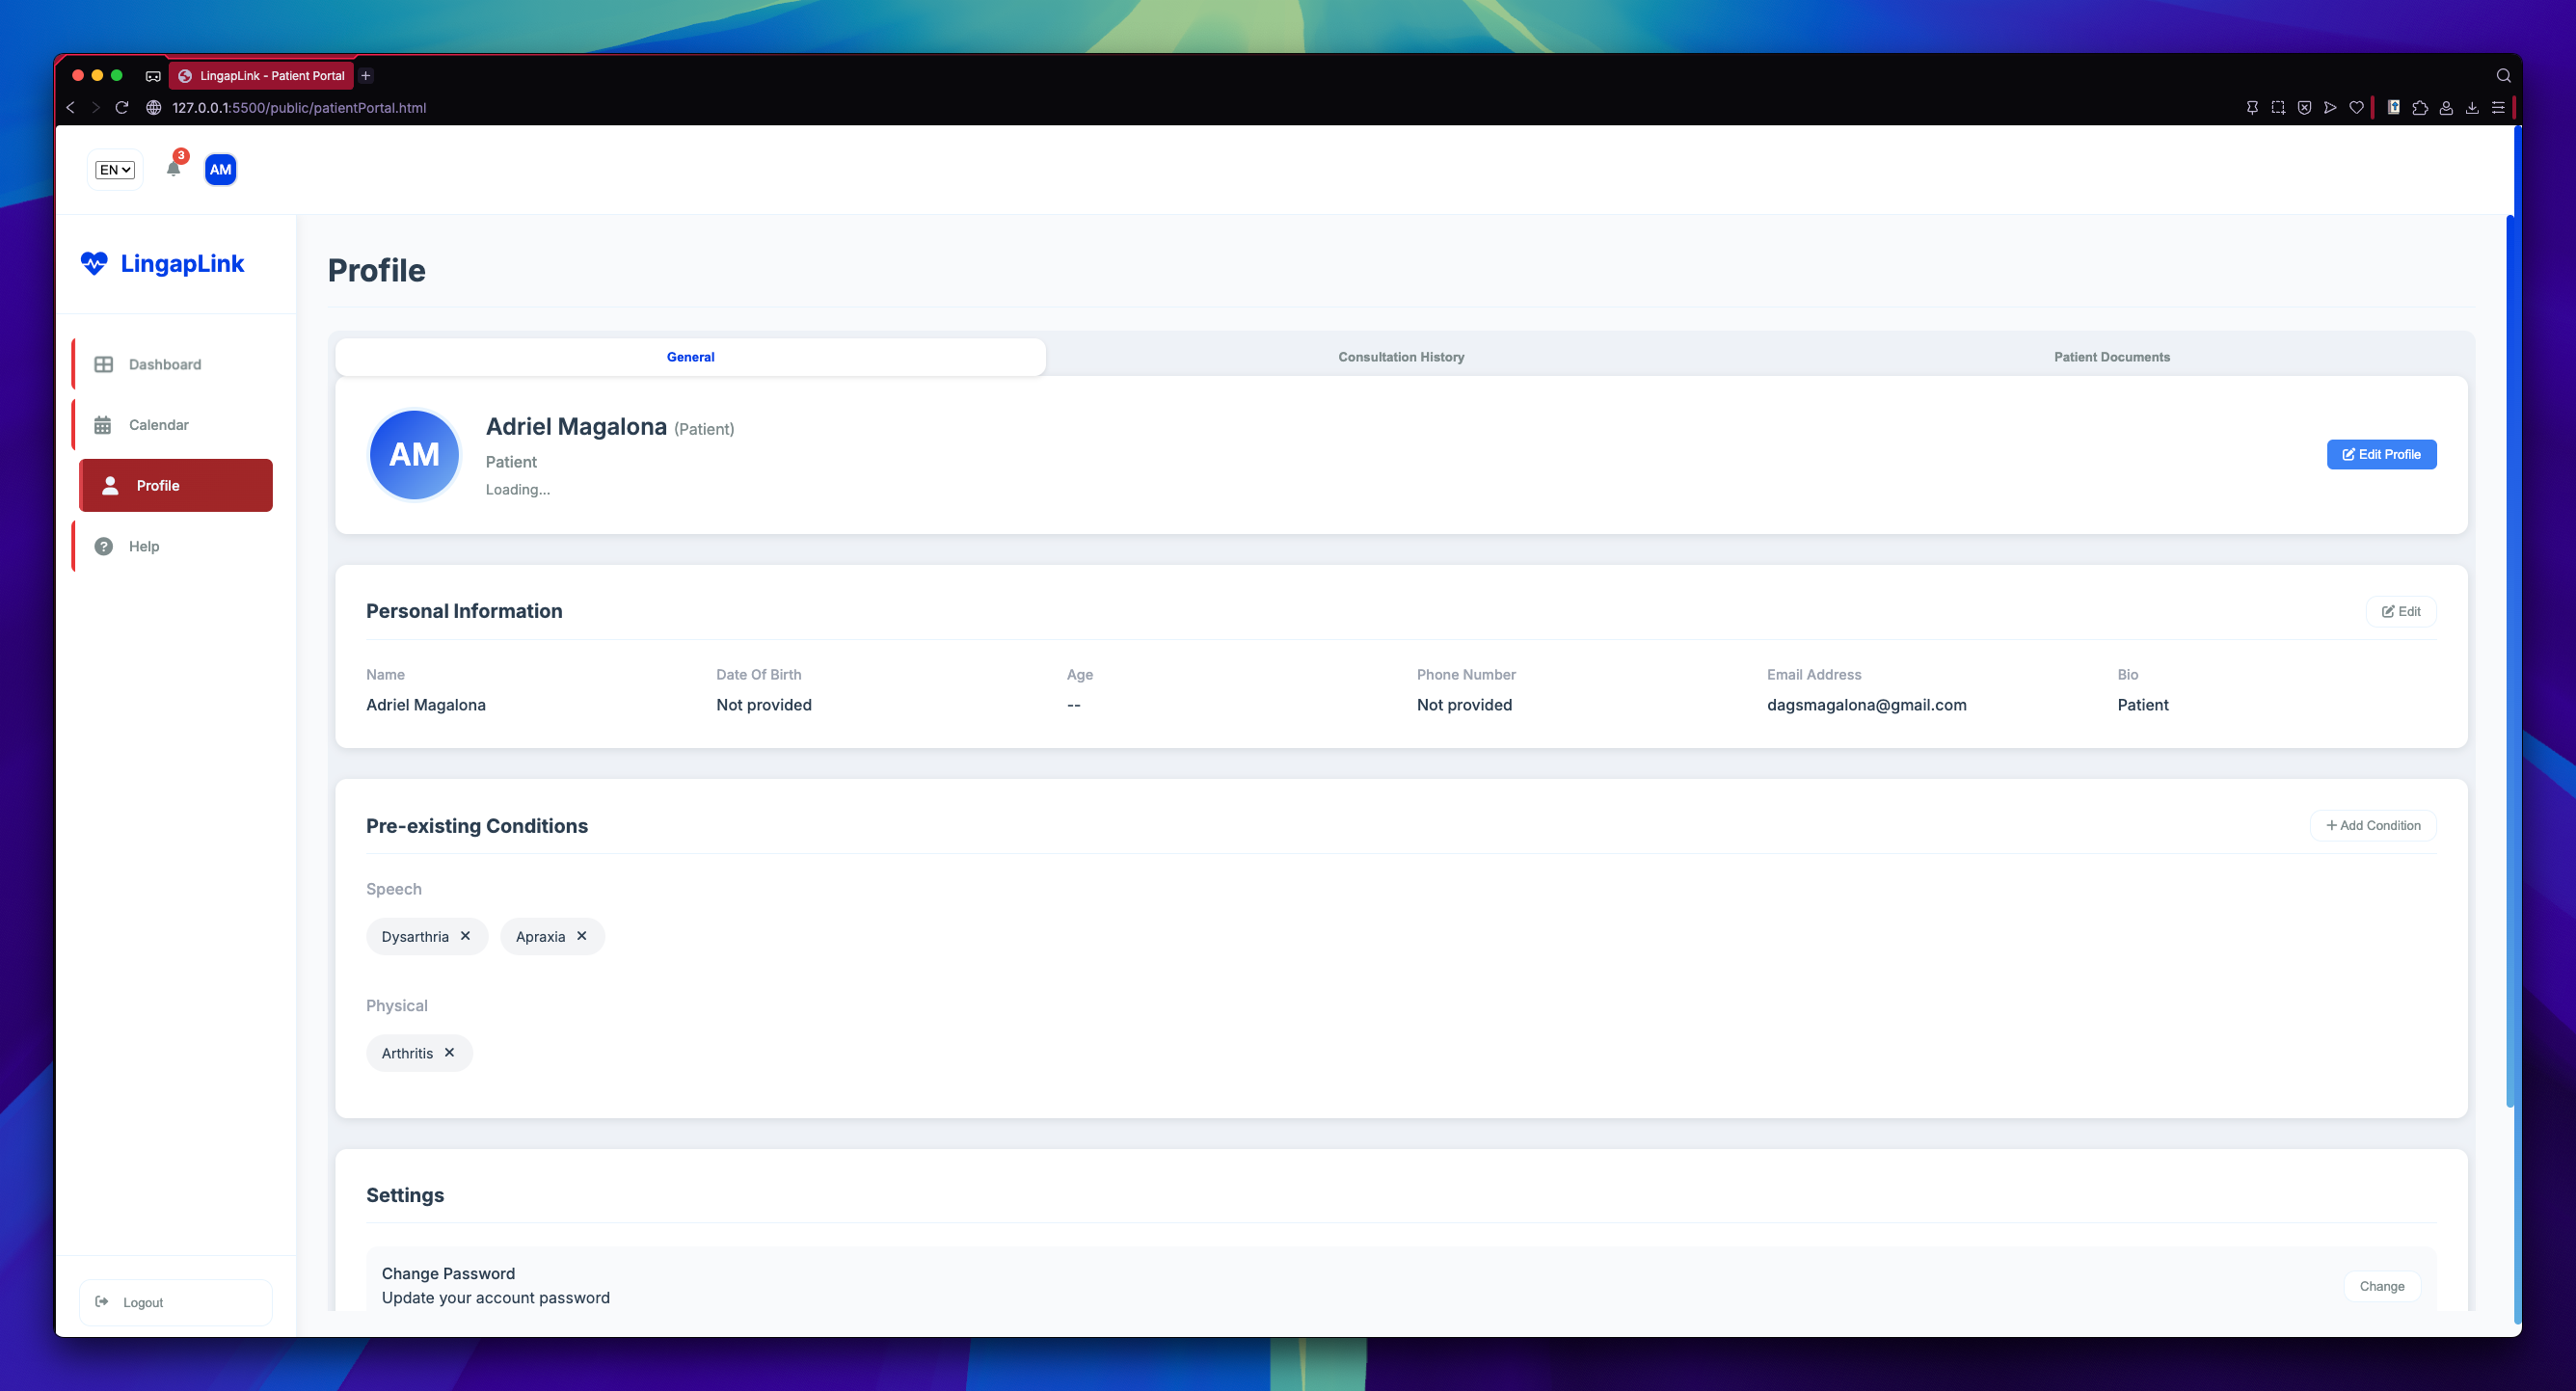 LingapLink - Patient Portal
127.0.0.1:5500/public/patientPortal.html
EN
3
AM
LingapLink
Dashboard
Calendar
Profile
Help
Logout
Profile
General
Consultation History
Patient Documents
AM
Adriel Magalona (Patient)
Patient
Loading...
Edit Profile
Personal Information
Edit
Name
Date Of Birth
Age
Phone Number
Email Address
Bio
Adriel Magalona
Not provided
--
Not provided
dagsmagalona@gmail.com
Patient
Pre-existing Conditions
+ Add Condition
Speech
Dysarthria ✕
Apraxia ✕
Physical
Arthritis ✕
Settings
Change Password
Update your account password
Change